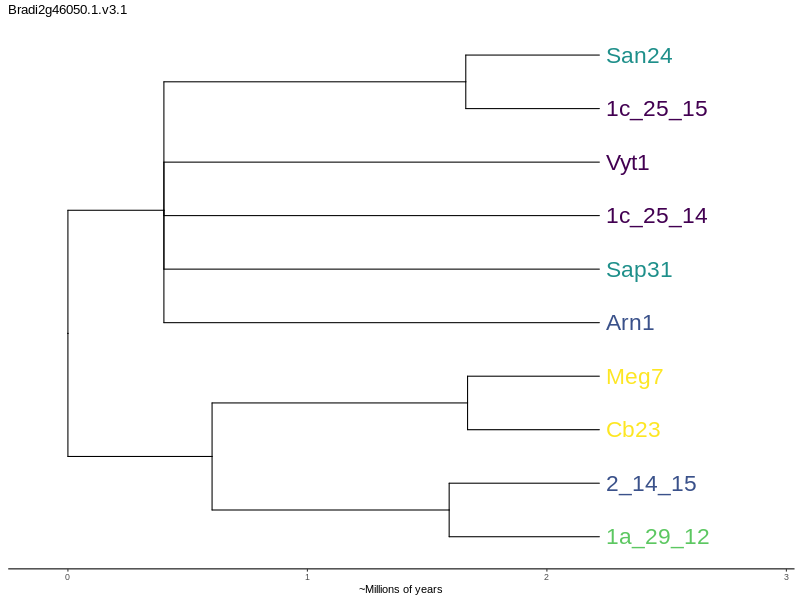 Bradi2g46050.1.v3.1
San24
1c_25_15
Vyt1
1c_25_14
Sap31
Arn1
Meg7
Cb23
2_14_15
1a_29_12
0 1 2 3
~Millions of years